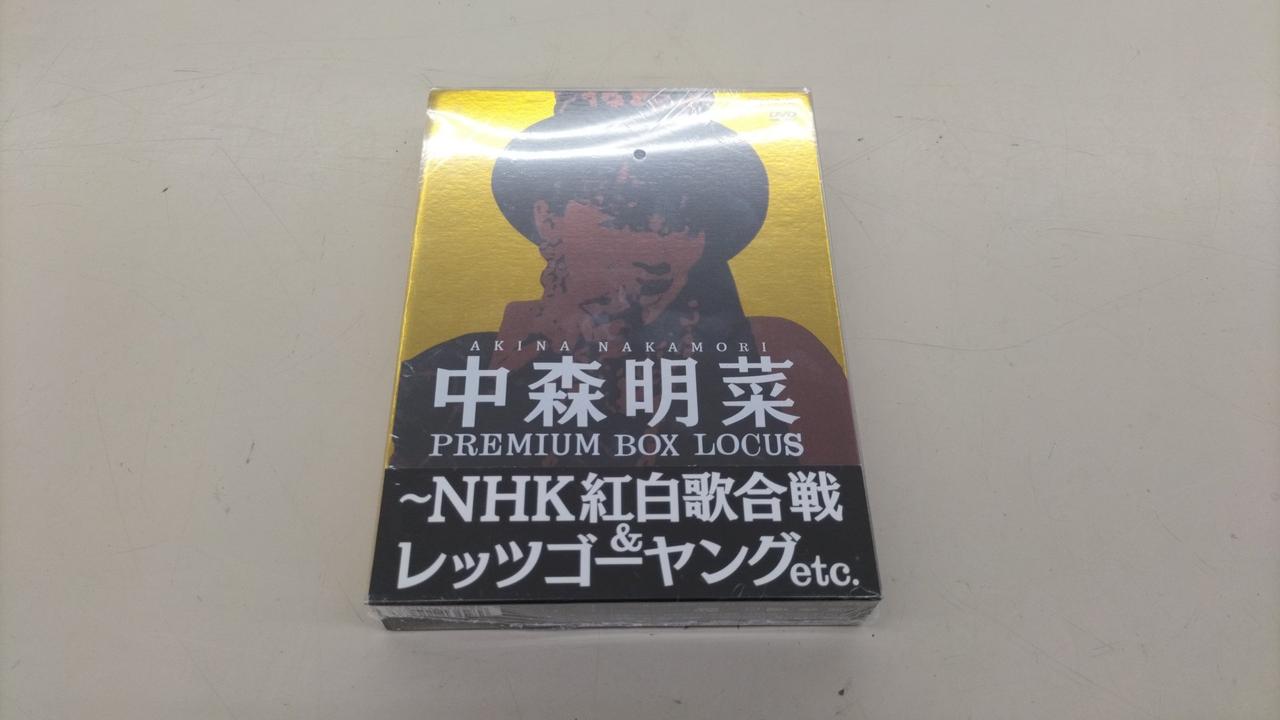 DVD
AKINA NAKAMORI
中森明菜
PREMIUM BOX LOCUS
~NHK紅白歌合戦
&
レッツゴーヤングetc.